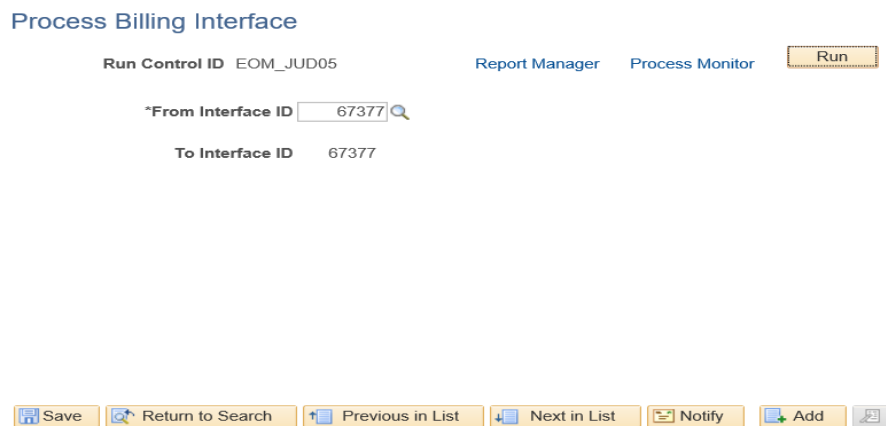 Process Billing Interface
Run Control ID EOM_JUD05 Report Manager Process Monitor Run
*From Interface ID 67377
To Interface ID 67377
Save Return to Search Previous in List Next in List Notify Add